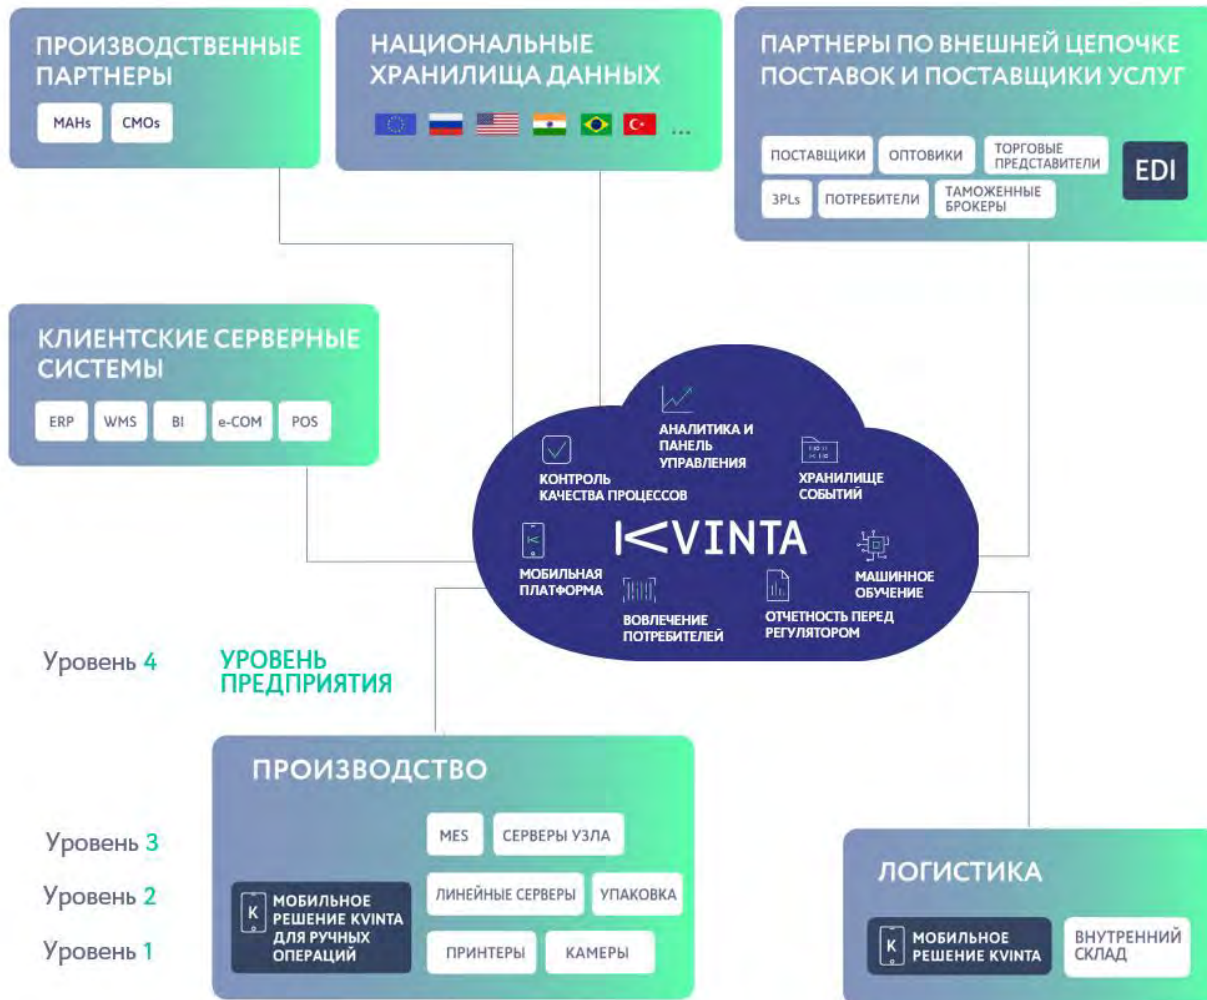 ПРОИЗВОДСТВЕННЫЕ
ПАРТНЕРЫ
MAHs
CMOs
НАЦИОНАЛЬНЫЕ
ХРАНИЛИЩА ДАННЫХ
...
ПАРТНЕРЫ ПО ВНЕШНЕЙ ЦЕПОЧКЕ
ПОСТАВОК И ПОСТАВЩИКИ УСЛУГ
ПОСТАВЩИКИ
ОПТОВИКИ
ТОРГОВЫЕ
ПРЕДСТАВИТЕЛИ
EDI
3PLs
ПОТРЕБИТЕЛИ
ТАМОЖЕННЫЕ
БРОКЕРЫ
КЛИЕНТСКИЕ СЕРВЕРНЫЕ
СИСТЕМЫ
ERP
WMS
BI
e-COM
POS
АНАЛИТИКА И
ПАНЕЛЬ
УПРАВЛЕНИЯ
КОНТРОЛЬ
КАЧЕСТВА ПРОЦЕССОВ
ХРАНИЛИЩЕ
СОБЫТИЙ
KVINTA
МОБИЛЬНАЯ
ПЛАТФОРМА
МАШИННОЕ
ОБУЧЕНИЕ
ВОВЛЕЧЕНИЕ
ПОТРЕБИТЕЛЕЙ
ОТЧЕТНОСТЬ ПЕРЕД
РЕГУЛЯТОРОМ
Уровень 4
УРОВЕНЬ
ПРЕДПРИЯТИЯ
ПРОИЗВОДСТВО
Уровень 3
MES
СЕРВЕРЫ УЗЛА
Уровень 2
ЛИНЕЙНЫЕ СЕРВЕРЫ
УПАКОВКА
K
МОБИЛЬНОЕ
РЕШЕНИЕ KVINTA
ДЛЯ РУЧНЫХ
ОПЕРАЦИЙ
Уровень 1
ПРИНТЕРЫ
КАМЕРЫ
ЛОГИСТИКА
K
МОБИЛЬНОЕ
РЕШЕНИЕ KVINTA
ВНУТРЕННИЙ
СКЛАД